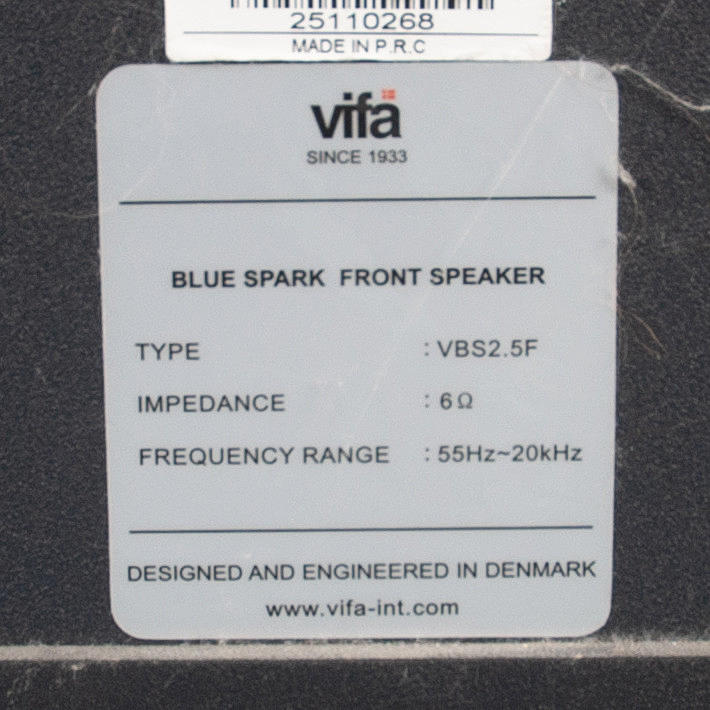 25110268
MADE IN P.R.C
vifa
SINCE 1933
BLUE SPARK FRONT SPEAKER
TYPE : VBS2.5F
IMPEDANCE : 6Ω
FREQUENCY RANGE : 55Hz~20kHz
DESIGNED AND ENGINEERED IN DENMARK
www.vifa-int.com